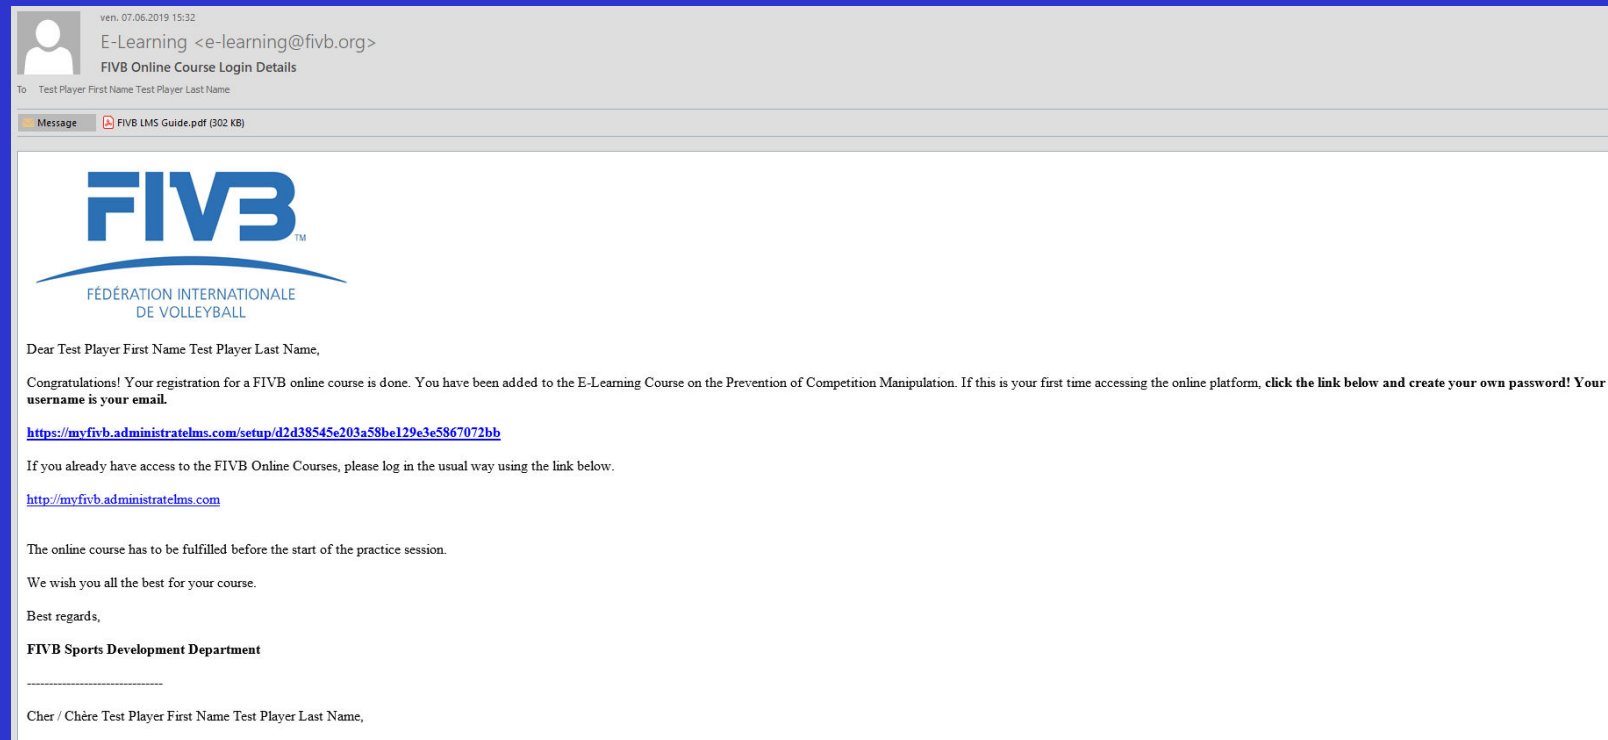 ven. 07.06.2019 15:32
E-Learning <e-learning@fivb.org>
FIVB Online Course Login Details
To Test Player First Name Test Player Last Name
Message FIVB LMS Guide.pdf (302 KB)
FIVB TM
FÉDÉRATION INTERNATIONALE
DE VOLLEYBALL
Dear Test Player First Name Test Player Last Name,
Congratulations! Your registration for a FIVB online course is done. You have been added to the E-Learning Course on the Prevention of Competition Manipulation. If this is your first time accessing the online platform, click the link below and create your own password! Your
username is your email.
https://myfivb.administratelms.com/setup/d2d38545e203a58be129e3e5867072bb
If you already have access to the FIVB Online Courses, please log in the usual way using the link below.
http://myfivb.administratelms.com
The online course has to be fulfilled before the start of the practice session.
We wish you all the best for your course.
Best regards,
FIVB Sports Development Department
-------------------------------
Cher / Chère Test Player First Name Test Player Last Name,